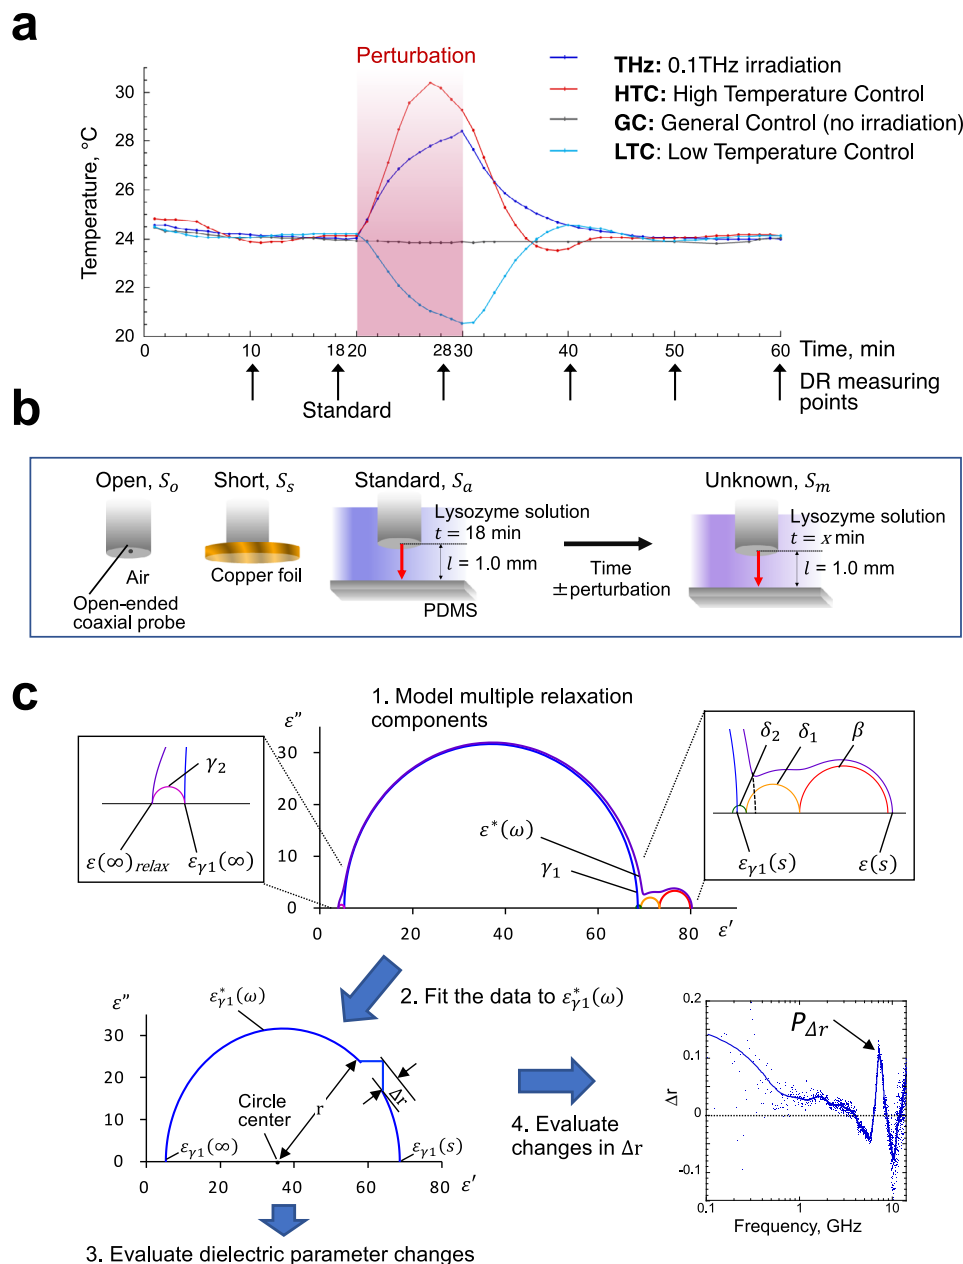 a
Perturbation
THz: 0.1THz irradiation
HTC: High Temperature Control
GC: General Control (no irradiation)
LTC: Low Temperature Control
Temperature, °C
30
28
26
24
22
20
0
10
18
20
28
30
40
50
60
Time, min
Standard
DR measuring
points
b
Open, Sₒ
Air
Open-ended
coaxial probe
Short, Sₛ
Copper foil
Standard, Sₐ
Lysozyme solution
t = 18 min
l = 1.0 mm
PDMS
Time
±perturbation
Unknown, Sₘ
Lysozyme solution
t = x min
l = 1.0 mm
c
1. Model multiple relaxation
components
γ₂
ε(∞)relax
εγ1(∞)
ε″
30
20
10
0
0
20
40
60
80
ε′
ε*(ω)
γ₁
δ₂
δ₁
β
εγ1(s)
ε(s)
2. Fit the data to ε*γ1(ω)
ε″
30
20
10
0
0
20
40
60
80
ε′
ε*γ1(ω)
Circle
center
r
Δr
εγ1(∞)
εγ1(s)
3. Evaluate dielectric parameter changes
4. Evaluate
changes in Δr
PΔr
Δr
0.2
0.1
0
-0.1
0.1
1
10
Frequency, GHz